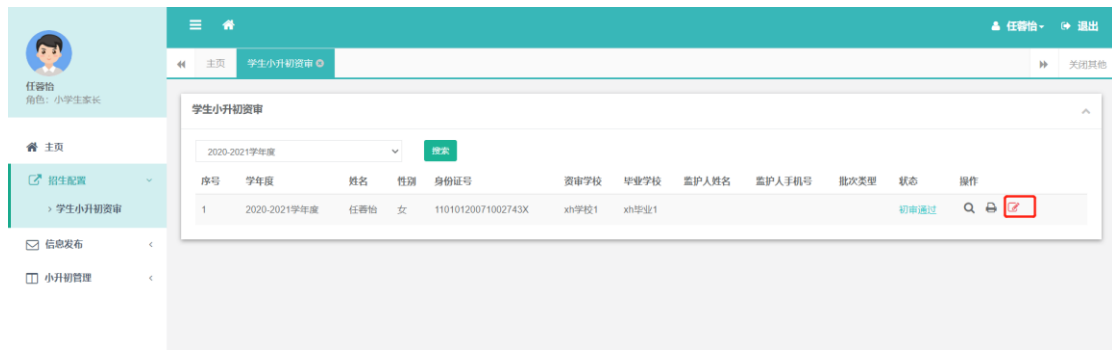 任蓉怡 退出
主页 学生小升初资审 关闭其他
任蓉怡
角色：小学生家长
主页
招生配置
学生小升初资审
信息发布
小升初管理
学生小升初资审
2020-2021学年度 搜索
序号 学年度 姓名 性别 身份证号 资审学校 毕业学校 监护人姓名 监护人手机号 批次类型 状态 操作
1 2020-2021学年度 任蓉怡 女 11010120071002743X xh学校1 xh毕业1 初审通过